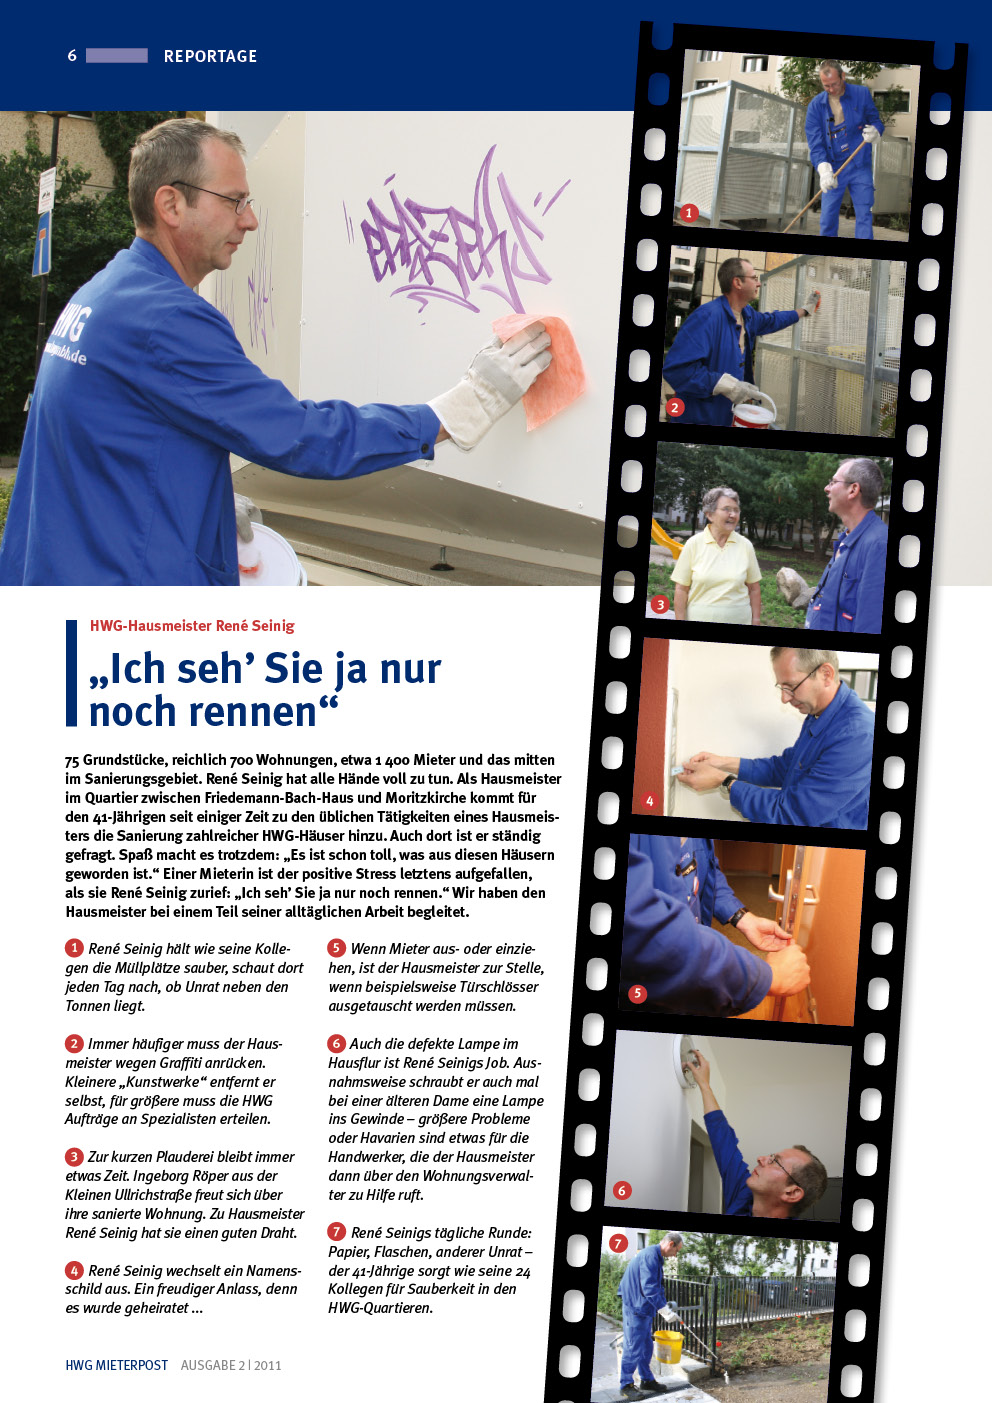 6 REPORTAGE
HWG
1
2
3
4
5
6
7
HWG-Hausmeister René Seinig
„Ich seh’ Sie ja nur
noch rennen“
75 Grundstücke, reichlich 700 Wohnungen, etwa 1 400 Mieter und das mitten
im Sanierungsgebiet. René Seinig hat alle Hände voll zu tun. Als Hausmeister
im Quartier zwischen Friedemann-Bach-Haus und Moritzkirche kommt für
den 41-Jährigen seit einiger Zeit zu den üblichen Tätigkeiten eines Hausmeis-
ters die Sanierung zahlreicher HWG-Häuser hinzu. Auch dort ist er ständig
gefragt. Spaß macht es trotzdem: „Es ist schon toll, was aus diesen Häusern
geworden ist.“ Einer Mieterin ist der positive Stress letztens aufgefallen,
als sie René Seinig zurief: „Ich seh’ Sie ja nur noch rennen.“ Wir haben den
Hausmeister bei einem Teil seiner alltäglichen Arbeit begleitet.
1 René Seinig hält wie seine Kolle-
gen die Müllplätze sauber, schaut dort
jeden Tag nach, ob Unrat neben den
Tonnen liegt.
2 Immer häufiger muss der Haus-
meister wegen Graffiti anrücken.
Kleinere „Kunstwerke“ entfernt er
selbst, für größere muss die HWG
Aufträge an Spezialisten erteilen.
3 Zur kurzen Plauderei bleibt immer
etwas Zeit. Ingeborg Röper aus der
Kleinen Ullrichstraße freut sich über
ihre sanierte Wohnung. Zu Hausmeister
René Seinig hat sie einen guten Draht.
4 René Seinig wechselt ein Namens-
schild aus. Ein freudiger Anlass, denn
es wurde geheiratet ...
5 Wenn Mieter aus- oder einzie-
hen, ist der Hausmeister zur Stelle,
wenn beispielsweise Türschlösser
ausgetauscht werden müssen.
6 Auch die defekte Lampe im
Hausflur ist René Seinigs Job. Aus-
nahmsweise schraubt er auch mal
bei einer älteren Dame eine Lampe
ins Gewinde – größere Probleme
oder Havarien sind etwas für die
Handwerker, die der Hausmeister
dann über den Wohnungsverwal-
ter zu Hilfe ruft.
7 René Seinigs tägliche Runde:
Papier, Flaschen, anderer Unrat –
der 41-Jährige sorgt wie seine 24
Kollegen für Sauberkeit in den
HWG-Quartieren.
HWG MIETERPOST AUSGABE 2 | 2011